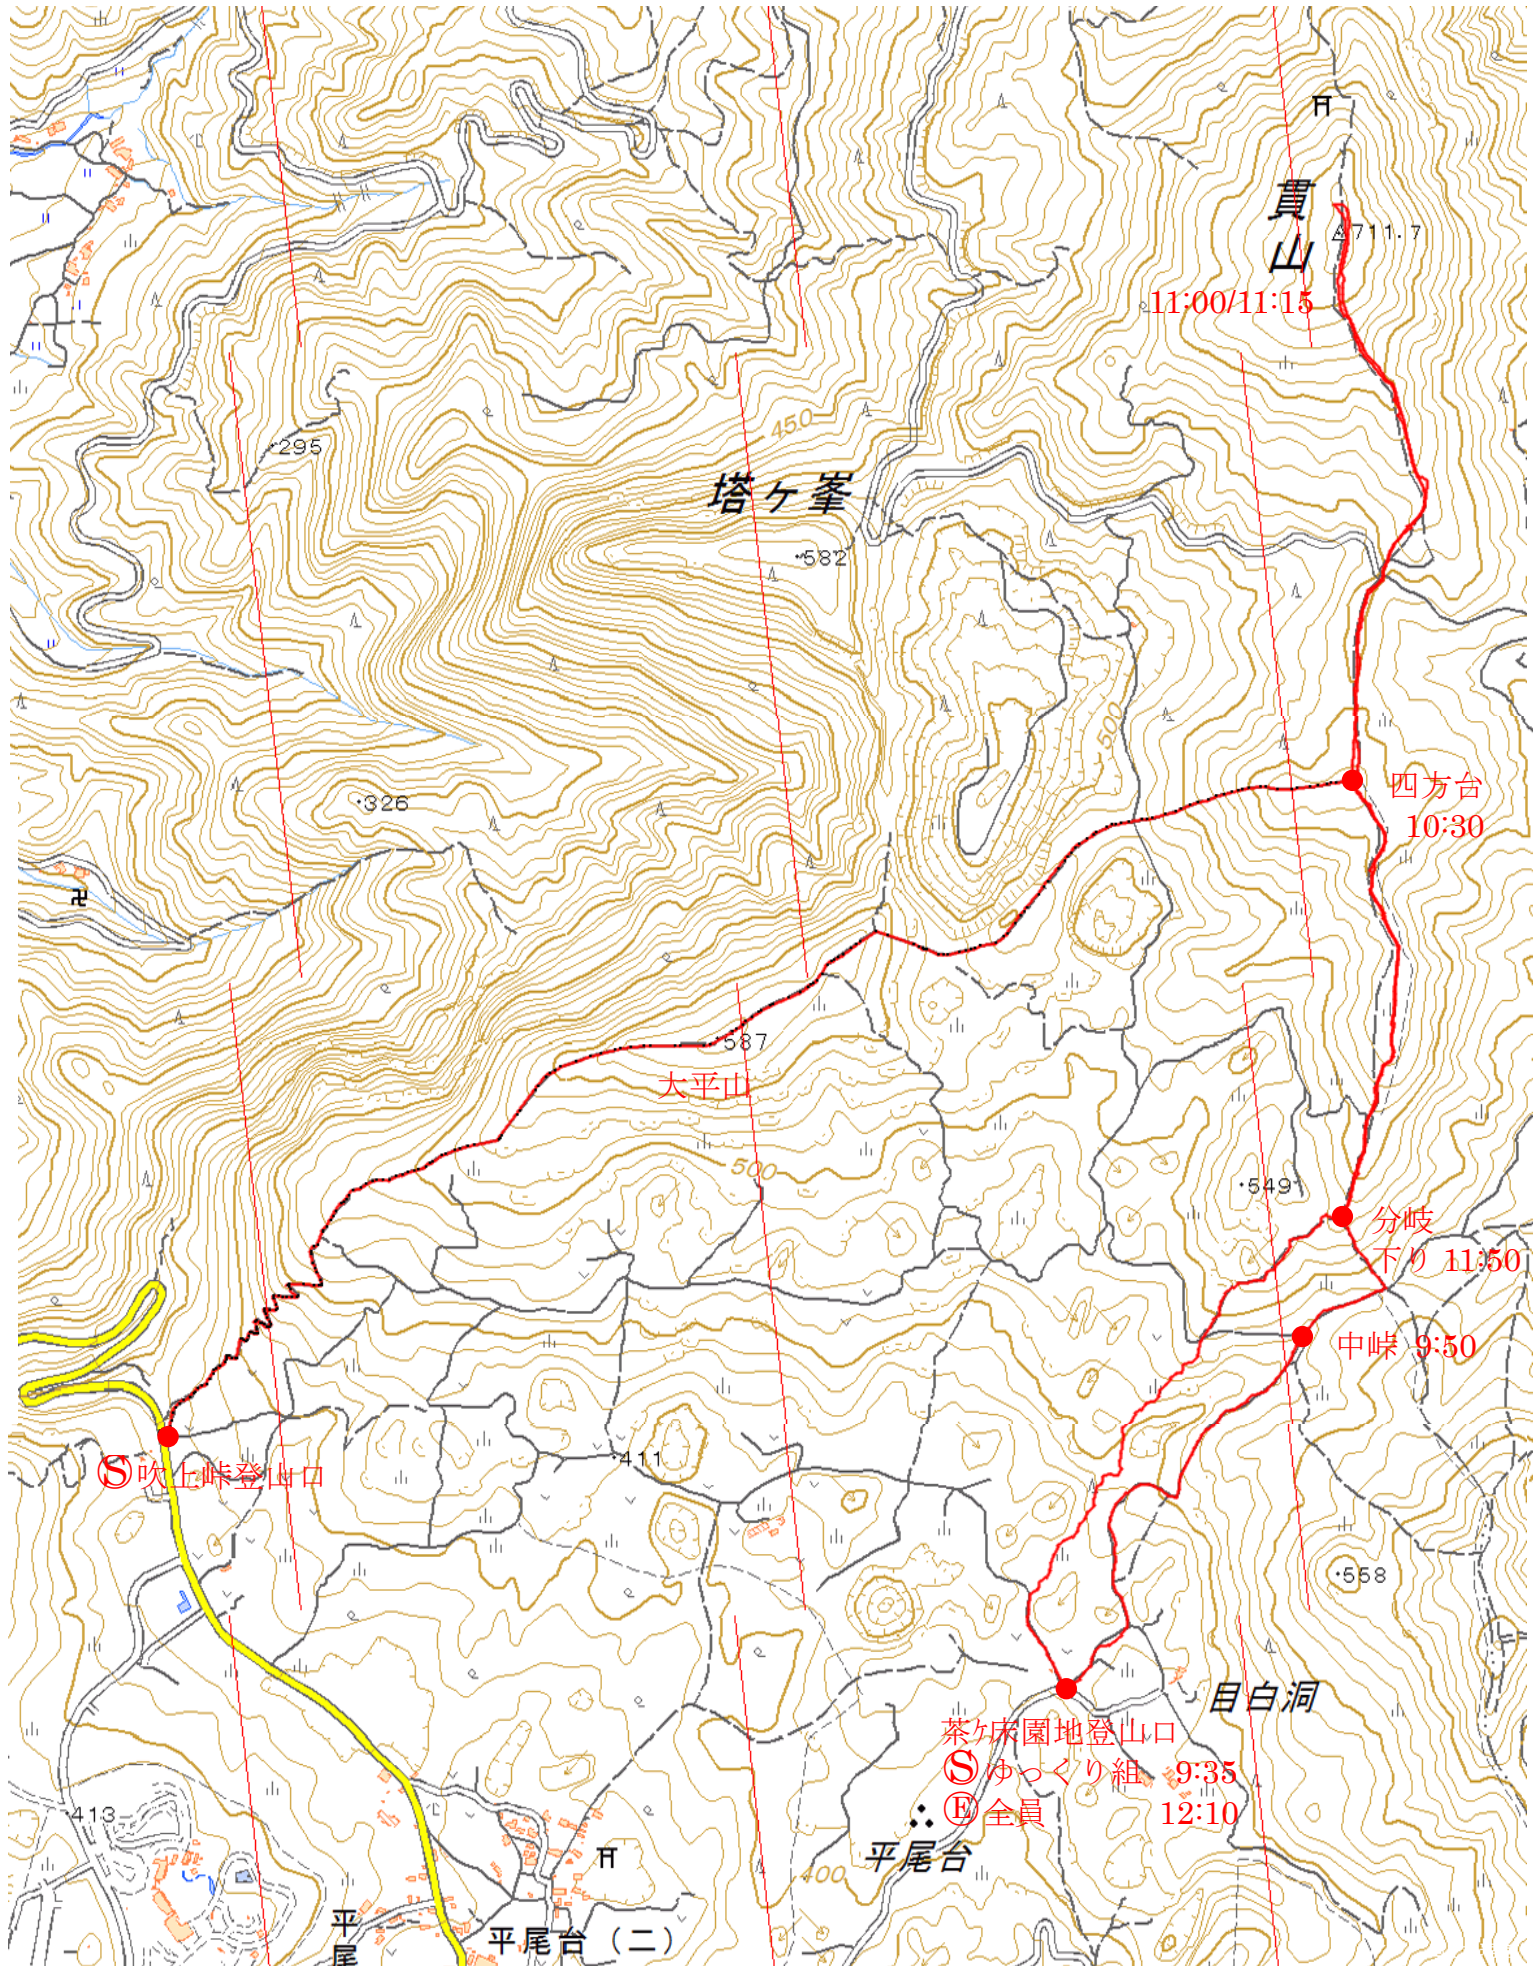 貫山
711.7
11:00/11:15
295
450
塔ヶ峯
582
500
326
四方台
10:30
587
大平山
500
549
分岐
下り 11:50
中峠 9:50
411
Ⓢ吹上峠登山口
558
目白洞
茶ケ床園地登山口
Ⓢゆっくり組 9:35
Ⓔ全員 12:10
413
平尾台
400
平尾
平尾台(二)